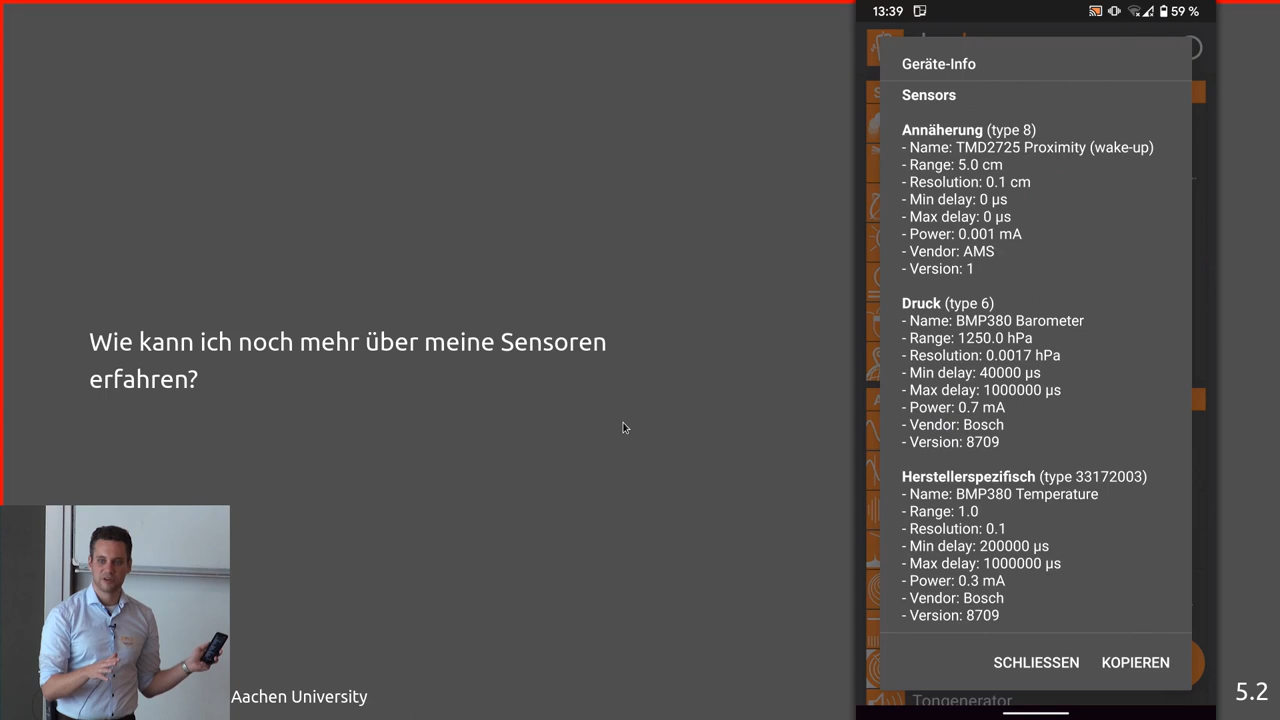 Wie kann ich noch mehr über meine Sensoren
erfahren?
Aachen University
5.2
13:39
59 %
Geräte-Info
Sensors
Annäherung (type 8)
- Name: TMD2725 Proximity (wake-up)
- Range: 5.0 cm
- Resolution: 0.1 cm
- Min delay: 0 µs
- Max delay: 0 µs
- Power: 0.001 mA
- Vendor: AMS
- Version: 1
Druck (type 6)
- Name: BMP380 Barometer
- Range: 1250.0 hPa
- Resolution: 0.0017 hPa
- Min delay: 40000 µs
- Max delay: 1000000 µs
- Power: 0.7 mA
- Vendor: Bosch
- Version: 8709
Herstellerspezifisch (type 33172003)
- Name: BMP380 Temperature
- Range: 1.0
- Resolution: 0.1
- Min delay: 200000 µs
- Max delay: 1000000 µs
- Power: 0.3 mA
- Vendor: Bosch
- Version: 8709
SCHLIESSEN
KOPIEREN
Tongenerator